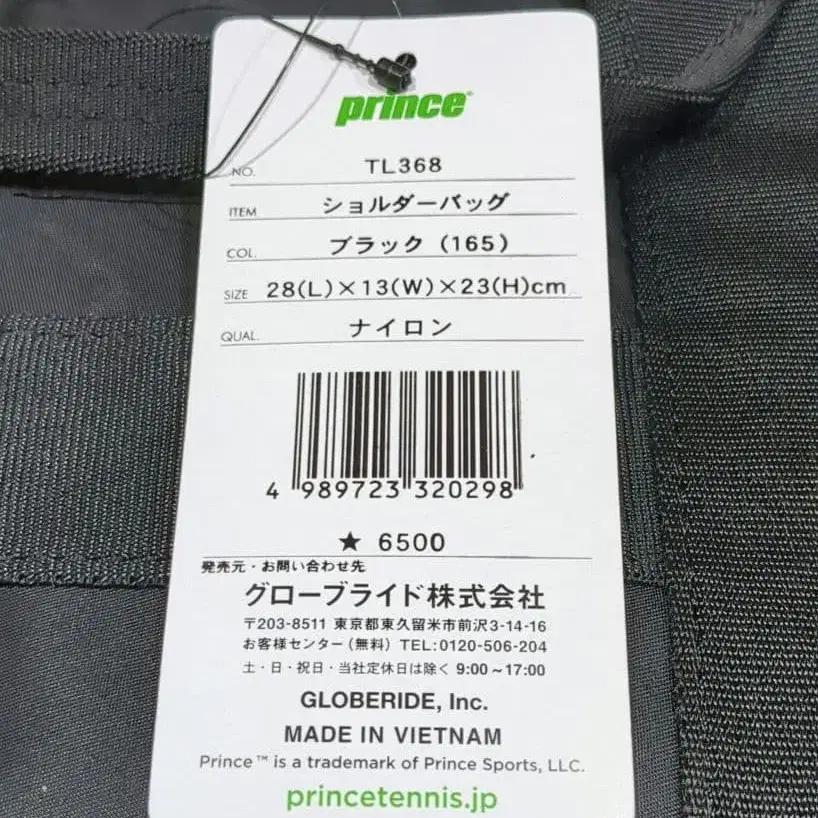 prince
NO. TL368
ITEM ショルダーバッグ
COL. ブラック（165）
SIZE 28(L)×13(W)×23(H)cm
QUAL. ナイロン
4 989723 320298
★ 6500
発売元・お問い合わせ先
グローブライド株式会社
〒203-8511 東京都東久留米市前沢3-14-16
お客様センター（無料）TEL:0120-506-204
土・日・祝日・当社定休日は除く 9:00~17:00
GLOBERIDE, Inc.
MADE IN VIETNAM
Prince™ is a trademark of Prince Sports, LLC.
princetennis.jp